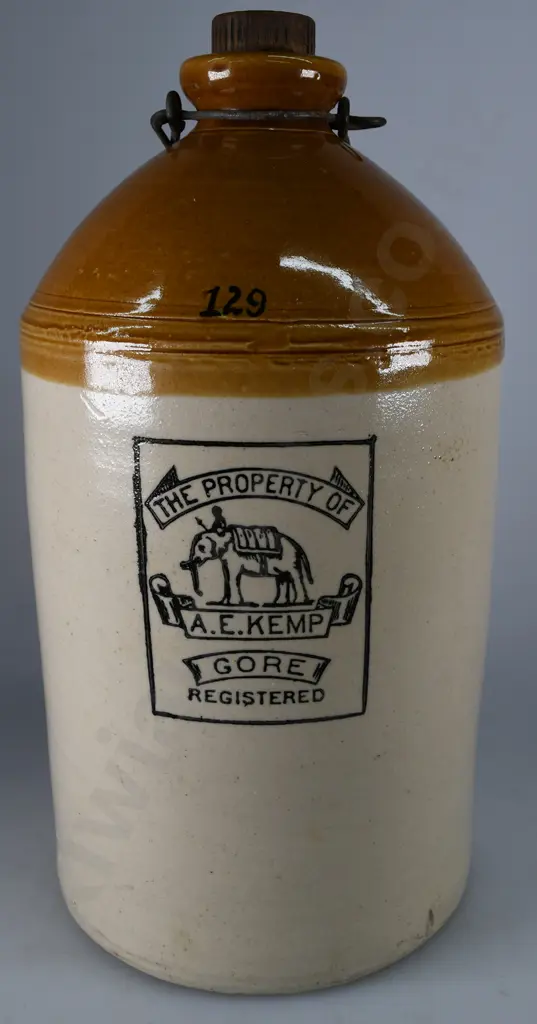 129
THE PROPERTY OF
A.E.KEMP
GORE
REGISTERED